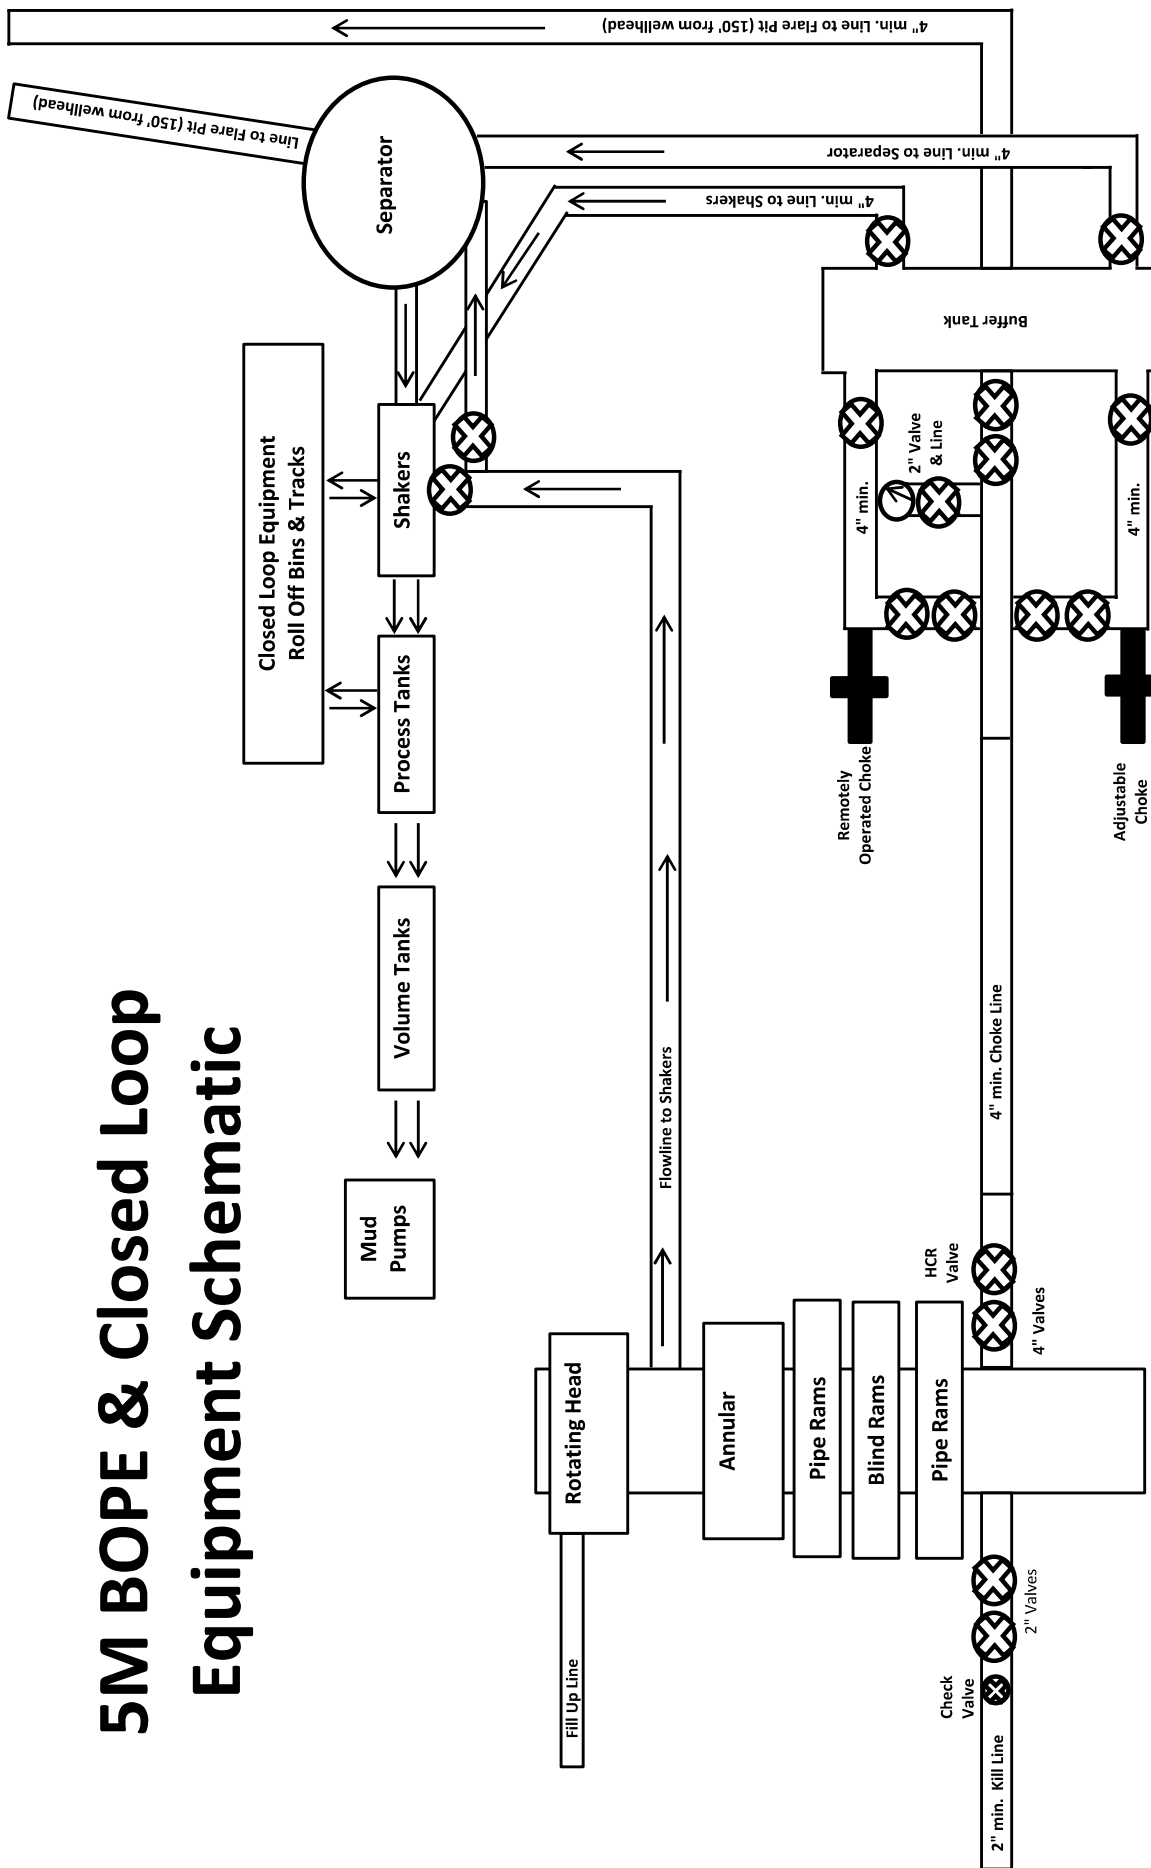 5M BOPE & Closed Loop
Equipment Schematic
Mud
Pumps
Volume Tanks
Process Tanks
Shakers
Closed Loop Equipment
Roll Off Bins & Tracks
Separator
Line to Flare Pit (150' from wellhead)
4" min. Line to Flare Pit (150' from wellhead)
4" min. Line to Separator
4" min. Line to Shakers
Fill Up Line
Rotating Head
Flowline to Shakers
Annular
Pipe Rams
Blind Rams
Pipe Rams
2" min. Kill Line
Check
Valve
2" Valves
HCR
Valve
4" Valves
4" min. Choke Line
Remotely
Operated Choke
Adjustable
Choke
4" min.
2" Valve
& Line
4" min.
Buffer Tank